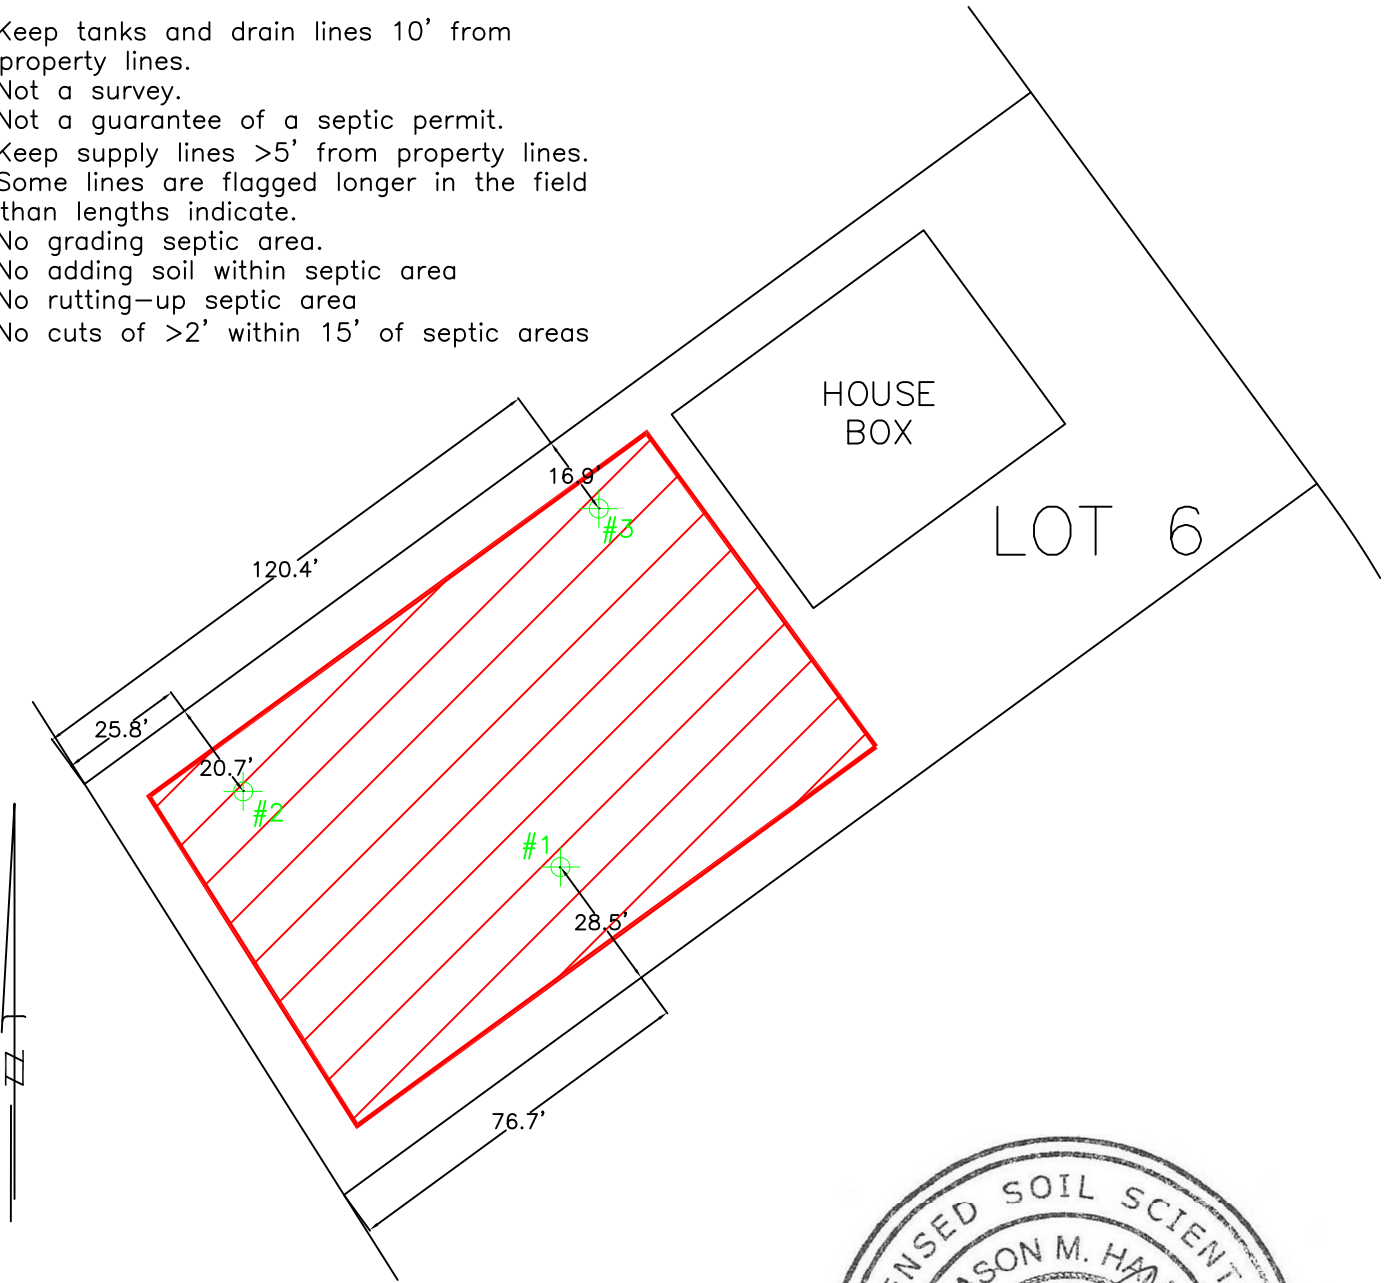 Keep tanks and drain lines 10' from
property lines.
Not a survey.
Not a guarantee of a septic permit.
Keep supply lines >5' from property lines.
Some lines are flagged longer in the field
than lengths indicate.
No grading septic area.
No adding soil within septic area
No rutting-up septic area
No cuts of >2' within 15' of septic areas
HOUSE
BOX
LOT 6
16.9'
#3
120.4'
25.8'
20.7'
#2
#1
28.5'
76.7'
SOIL